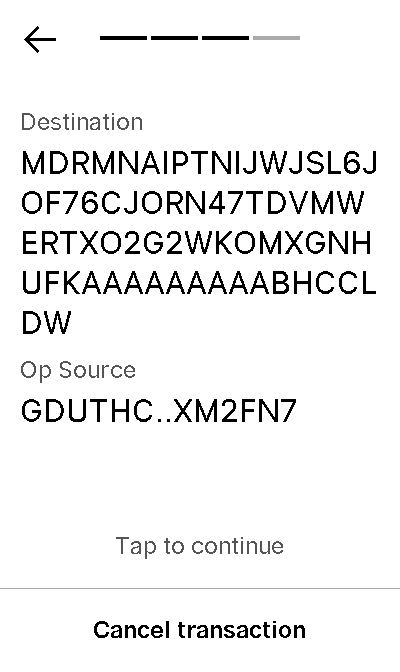 Destination
MDRMNAIPTNIJWJSL6J
OF76CJORN47TDVMW
ERTXO2G2WKOMXGNH
UFKAAAAAAAAABHCCL
DW
Op Source
GDUTHC..XM2FN7
Tap to continue
Cancel transaction